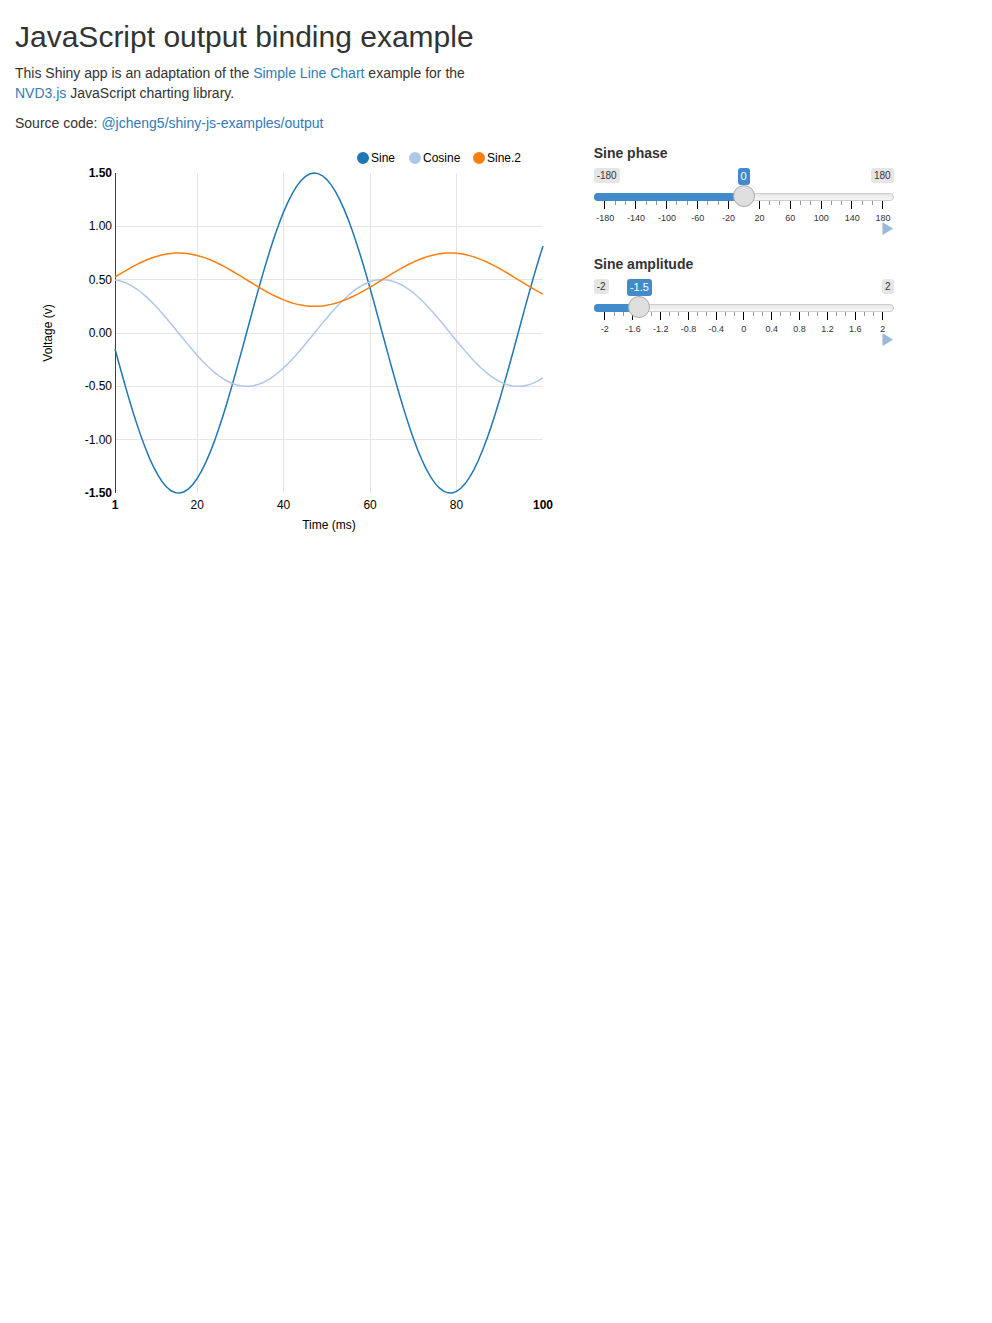 JavaScript output binding example
This Shiny app is an adaptation of the Simple Line Chart example for the
NVD3.js JavaScript charting library.
Source code: @jcheng5/shiny-js-examples/output
Sine Cosine Sine.2
1.50
1.00
0.50
0.00
-0.50
-1.00
-1.50
Voltage (v)
1 20 40 60 80 100
Time (ms)
Sine phase
-180 0 180
-180 -140 -100 -60 -20 20 60 100 140 180
Sine amplitude
-2 -1.5 2
-2 -1.6 -1.2 -0.8 -0.4 0 0.4 0.8 1.2 1.6 2